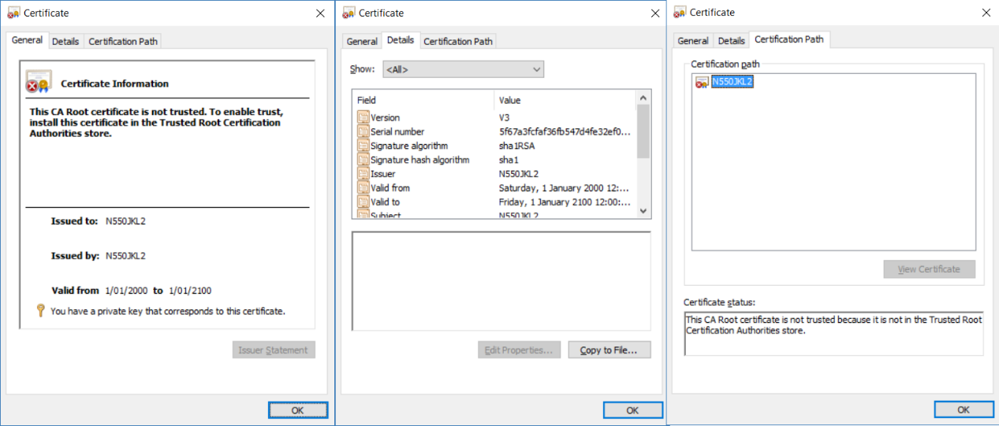 Certificate
General Details Certification Path
Certificate Information
This CA Root certificate is not trusted. To enable trust,
install this certificate in the Trusted Root Certification
Authorities store.
Issued to: N550JKL2
Issued by: N550JKL2
Valid from 1/01/2000 to 1/01/2100
You have a private key that corresponds to this certificate.
Issuer Statement
OK
Certificate
General Details Certification Path
Show: <All>
Field Value
Version V3
Serial number 5f67a3fcfaf36fb547d4fe32ef0...
Signature algorithm sha1RSA
Signature hash algorithm sha1
Issuer N550JKL2
Valid from Saturday, 1 January 2000 12:...
Valid to Friday, 1 January 2100 12:00:...
Subject N550JKL2
Edit Properties... Copy to File...
OK
Certificate
General Details Certification Path
Certification path
N550JKL2
View Certificate
Certificate status:
This CA Root certificate is not trusted because it is not in the Trusted Root
Certification Authorities store.
OK